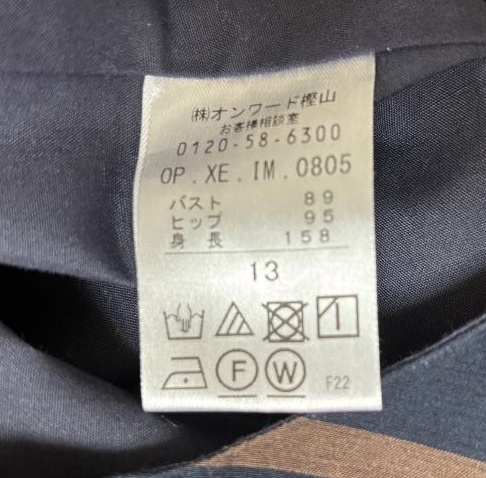 ㈱オンワード樫山
お客様相談室
0120-58-6300
OP.XE.IM.0805
バスト 89
ヒップ 95
身長 158
13
F W F22